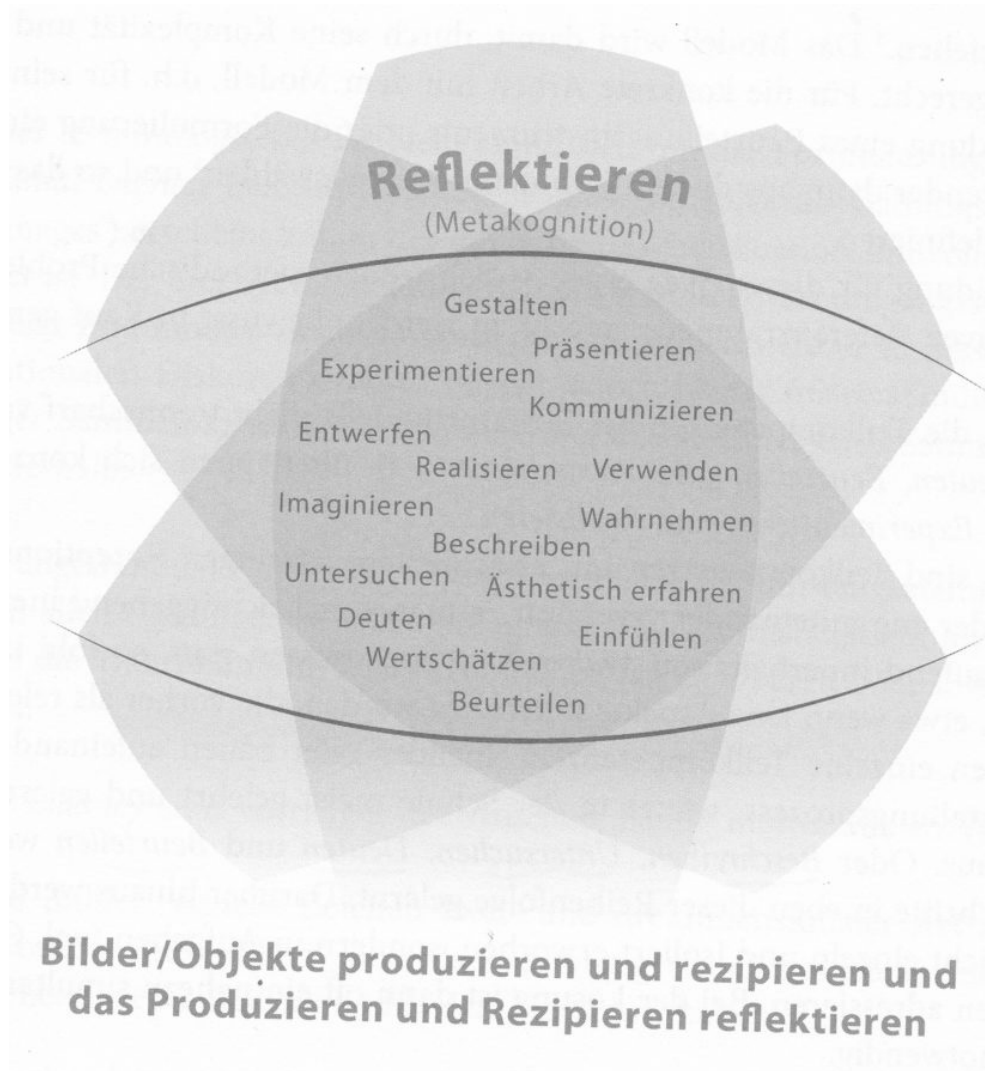 Reflektieren
(Metakognition)
Gestalten
Präsentieren
Experimentieren
Kommunizieren
Entwerfen
Realisieren Verwenden
Imaginieren
Wahrnehmen
Beschreiben
Untersuchen
Ästhetisch erfahren
Deuten
Einfühlen
Wertschätzen
Beurteilen
Bilder/Objekte produzieren und rezipieren und
das Produzieren und Rezipieren reflektieren